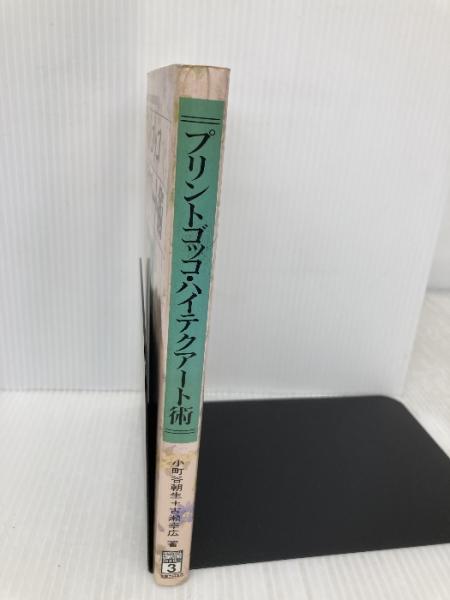 プリントゴッコ・ハイテクアート術
小町谷朝生+古瀬幸広 著
3